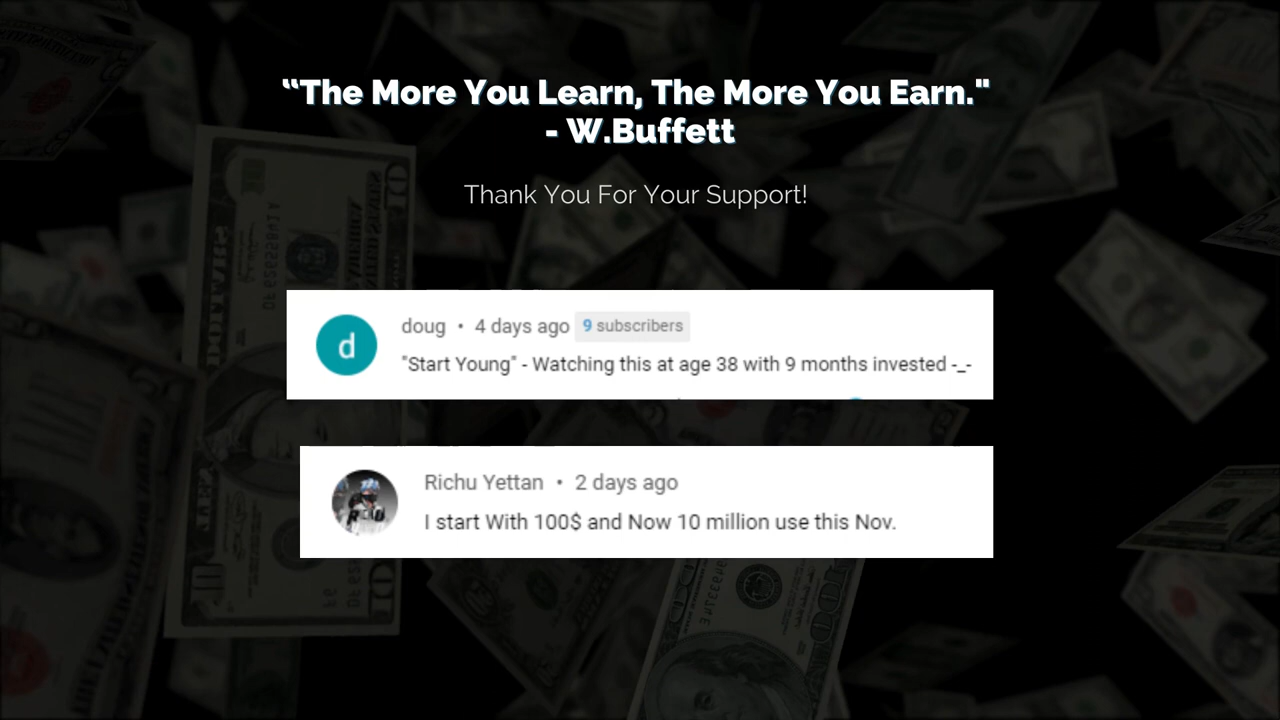 “The More You Learn, The More You Earn."
- W.Buffett
Thank You For Your Support!
doug • 4 days ago 9 subscribers
d
"Start Young" - Watching this at age 38 with 9 months invested -_-
Richu Yettan • 2 days ago
I start With 100$ and Now 10 million use this Nov.